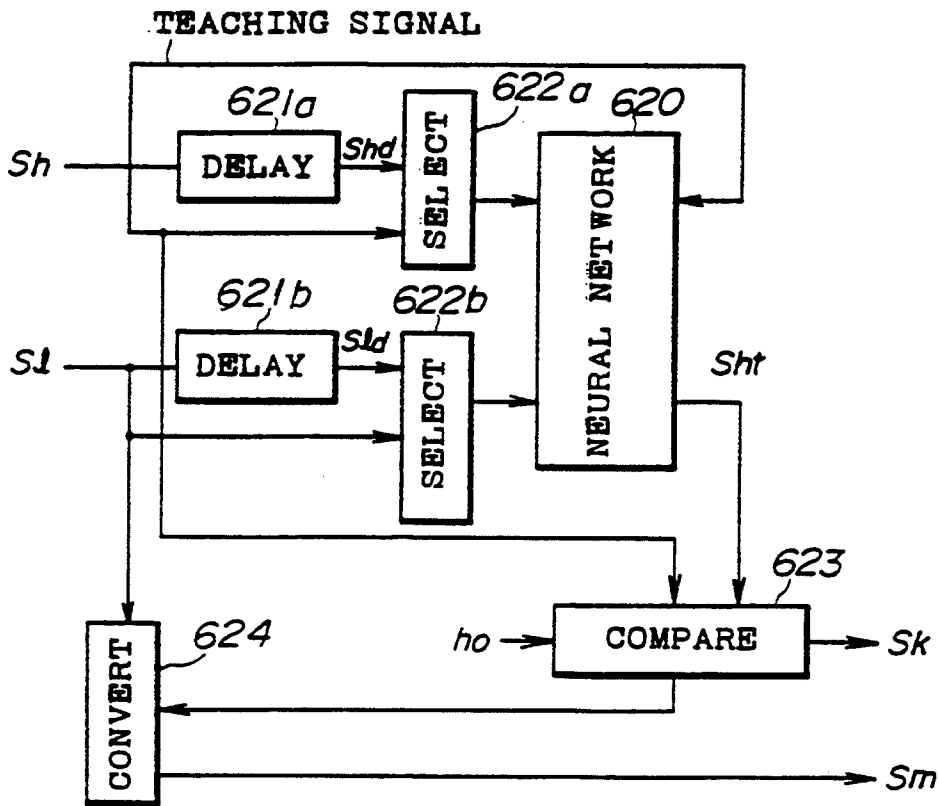 TEACHING SIGNAL
621a
622a
620
Sh
DELAY
Shd
SELECT
NEURAL NETWORK
621b
622b
Sl
DELAY
Sld
SELECT
Sht
623
624
ho
COMPARE
Sk
CONVERT
Sm